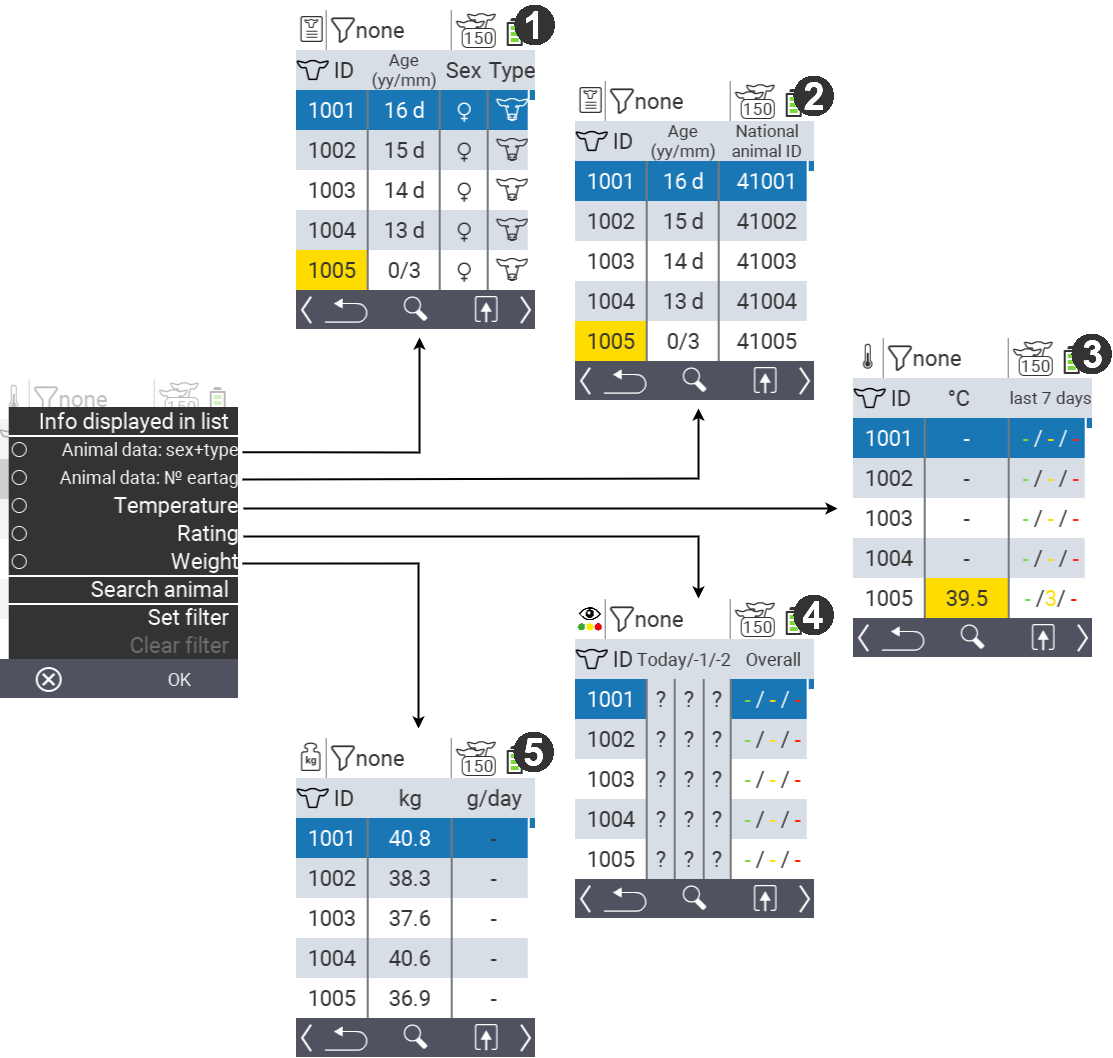 none 150 1
ID Age (yy/mm) Sex Type
1001 16 d ♀
1002 15 d ♀
1003 14 d ♀
1004 13 d ♀
1005 0/3 ♀
none 150 2
ID Age (yy/mm) National animal ID
1001 16 d 41001
1002 15 d 41002
1003 14 d 41003
1004 13 d 41004
1005 0/3 41005
none 150 3
ID °C last 7 days
1001 - -/-/-
1002 - -/-/-
1003 - -/-/-
1004 - -/-/-
1005 39.5 -/3/-
none 150
Info displayed in list
Animal data: sex+type
Animal data: Nº eartag
Temperature
Rating
Weight
Search animal
Set filter
Clear filter
OK
none 150 4
ID Today/-1/-2 Overall
1001 ? ? ? -/-/-
1002 ? ? ? -/-/-
1003 ? ? ? -/-/-
1004 ? ? ? -/-/-
1005 ? ? ? -/-/-
kg none 150 5
ID kg g/day
1001 40.8 -
1002 38.3 -
1003 37.6 -
1004 40.6 -
1005 36.9 -